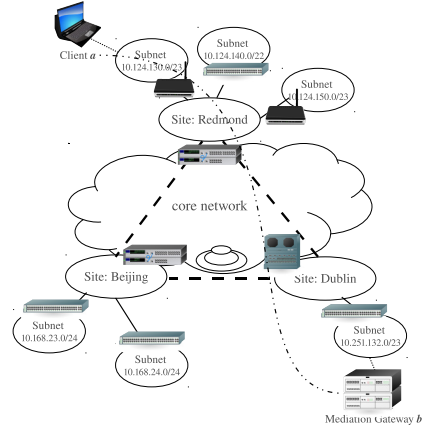 Client a
Subnet
10.124.130.0/23
Subnet
10.124.140.0/22
Subnet
10.124.150.0/23
Site: Redmond
core network
Site: Beijing
Site: Dublin
Subnet
10.168.23.0/24
Subnet
10.168.24.0/24
Subnet
10.251.132.0/23
Mediation Gateway b